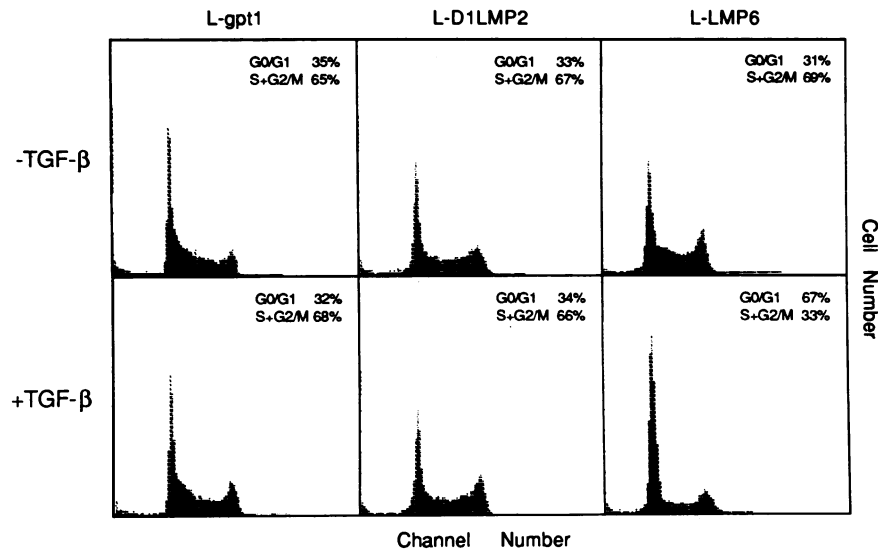 L-gpt1 L-D1LMP2 L-LMP6
-TGF-β
G0/G1 35%
S+G2/M 65%
G0/G1 33%
S+G2/M 67%
G0/G1 31%
S+G2/M 69%
+TGF-β
G0/G1 32%
S+G2/M 68%
G0/G1 34%
S+G2/M 66%
G0/G1 67%
S+G2/M 33%
Cell Number
Channel Number